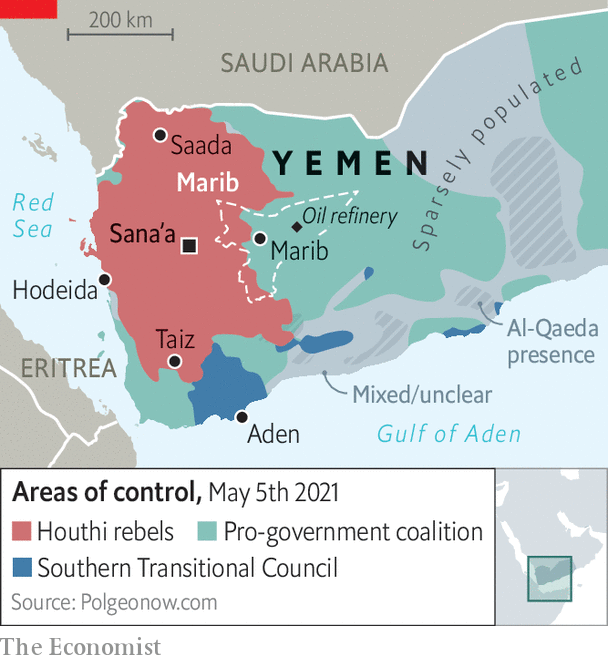 200 km
SAUDI ARABIA
Sparsely populated
Saada
YEMEN
Marib
Red
Sea
Oil refinery
Sana'a
Marib
Hodeida
Taiz
Al-Qaeda
presence
ERITREA
Mixed/unclear
Aden
Gulf of Aden
Areas of control, May 5th 2021
Houthi rebels
Pro-government coalition
Southern Transitional Council
Source: Polgeonow.com
The Economist